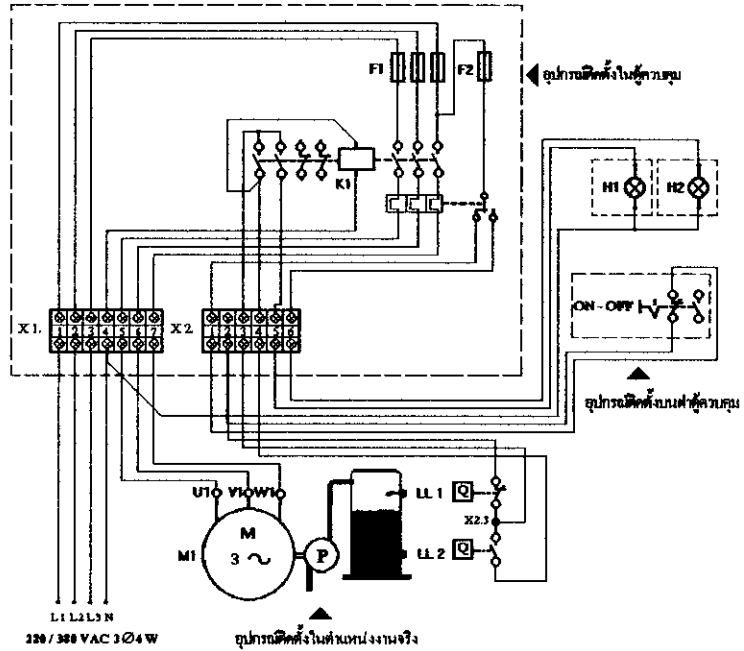 F1
F2
อุปกรณ์ติดตั้งในตู้ควบคุม
K1
H1
H2
ON - OFF
X1.
1 2 3 4 5 6 7
X2
1 2 3 4 5 6
อุปกรณ์ติดตั้งบนฝาตู้ควบคุม
U1 V1 W1
LL 1
Q
X2.3
M
M1
3 ~
P
LL 2
Q
L1 L2 L3 N
220 / 380 VAC 3∅4 W
อุปกรณ์ติดตั้งในตำแหน่งงานจริง